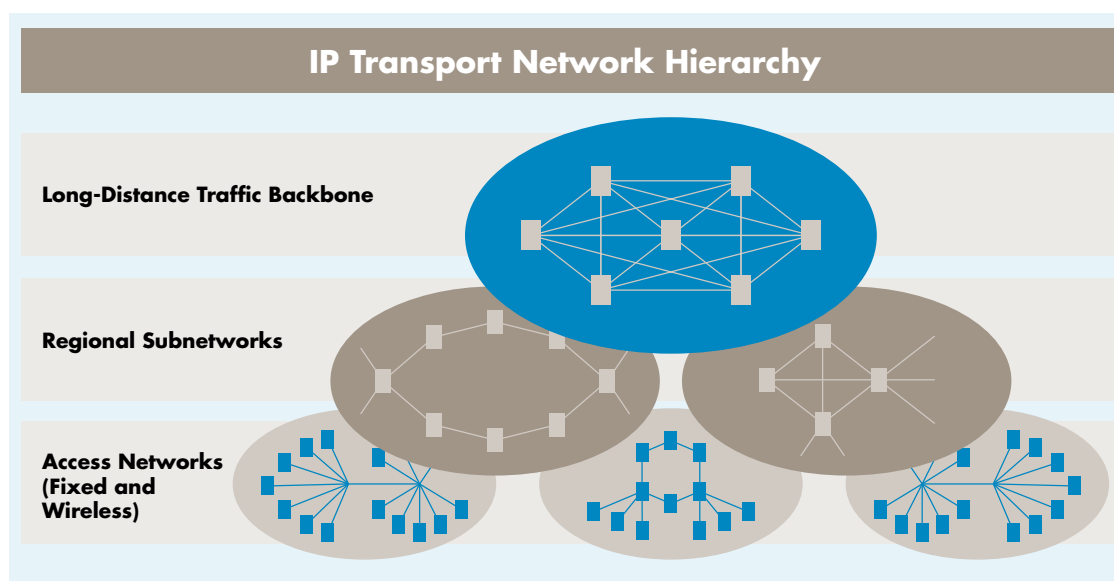 IP Transport Network Hierarchy
Long-Distance Traffic Backbone
Regional Subnetworks
Access Networks
(Fixed and
Wireless)